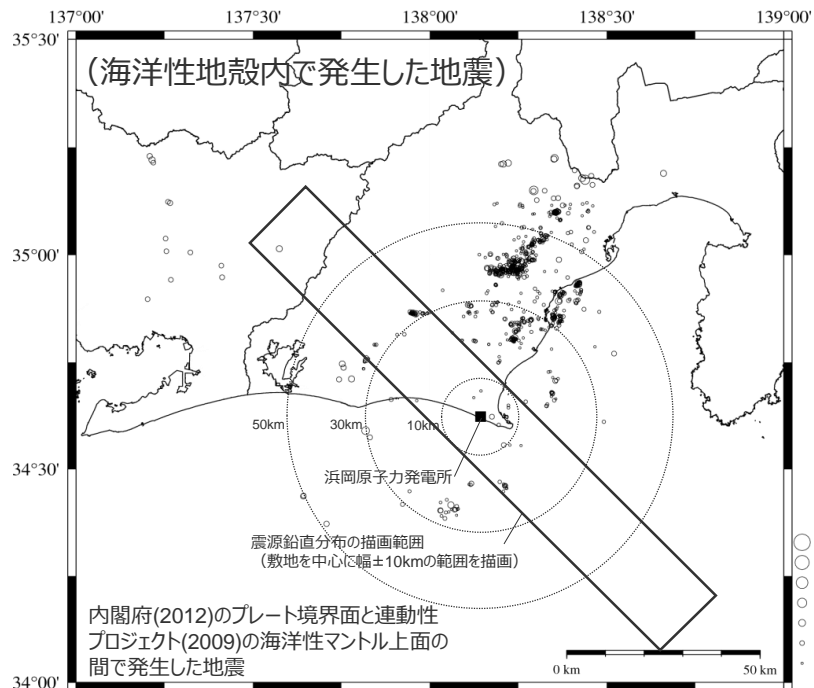 137°00' 137°30' 138°00' 138°30' 139°00'
35°30'
(海洋性地殻内で発生した地震)
35°00'
50km 30km 10km
34°30'
浜岡原子力発電所
震源鉛直分布の描画範囲
(敷地を中心に幅±10kmの範囲を描画)
内閣府(2012)のプレート境界面と連動性
プロジェクト(2009)の海洋性マントル上面の
間で発生した地震
0 km 50 km
34°00'